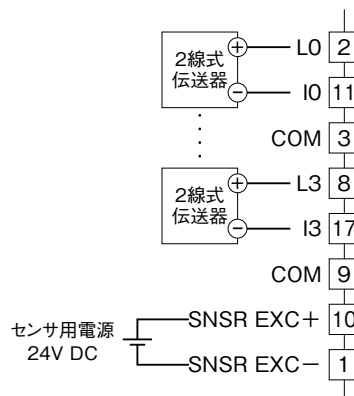 2線式
伝送器
+
−
L0 2
I0 11
COM 3
2線式
伝送器
+
−
L3 8
I3 17
COM 9
センサ用電源
24V DC
SNSR EXC+ 10
SNSR EXC− 1